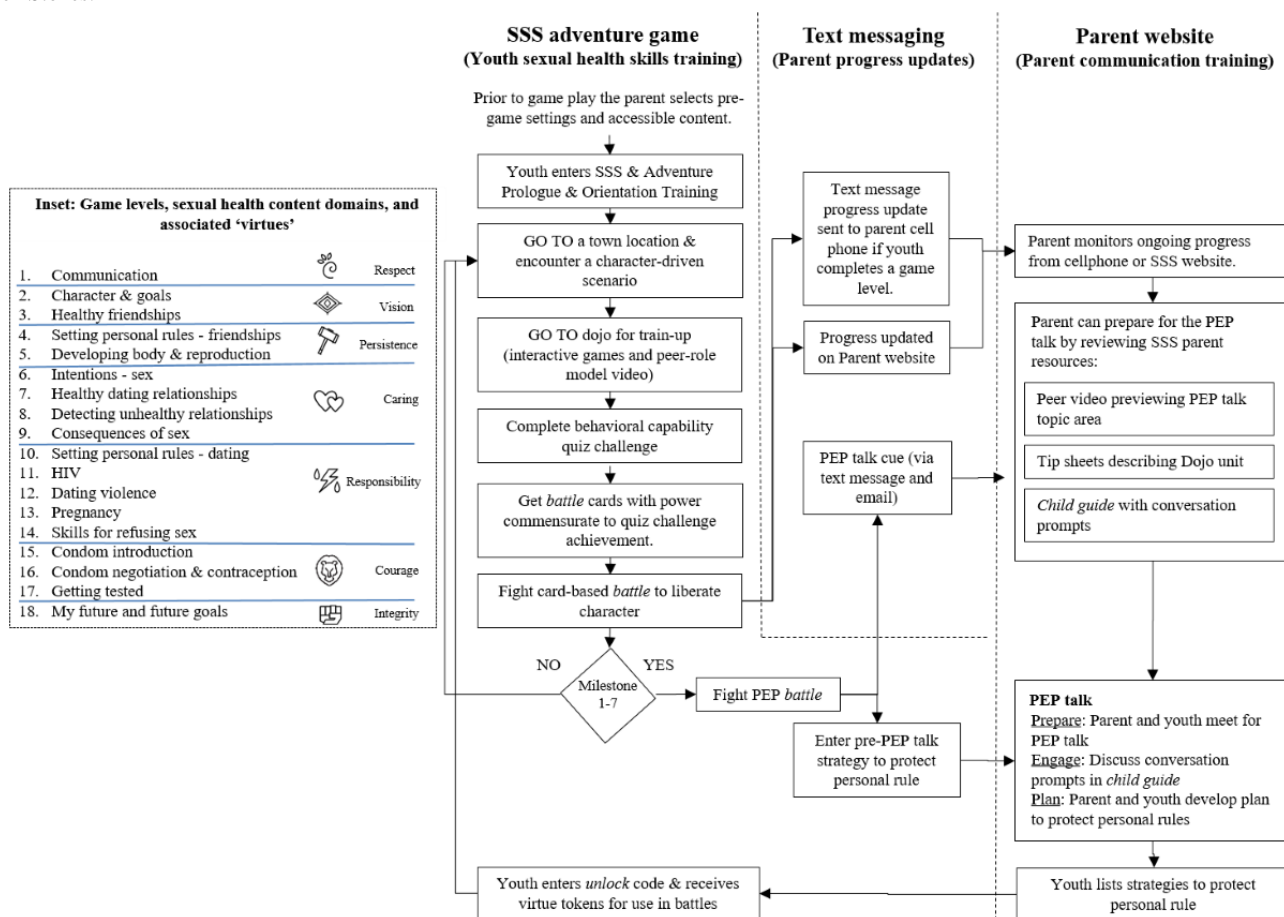 SSS adventure game
(Youth sexual health skills training)
Text messaging
(Parent progress updates)
Parent website
(Parent communication training)
Prior to game play the parent selects pre-
game settings and accessible content.
Youth enters SSS & Adventure
Prologue & Orientation Training
GO TO a town location &
encounter a character-driven
scenario
GO TO dojo for train-up
(interactive games and peer-role
model video)
Complete behavioral capability
quiz challenge
Get battle cards with power
commensurate to quiz challenge
achievement.
Fight card-based battle to liberate
character
NO
YES
Milestone
1-7
Fight PEP battle
Inset: Game levels, sexual health content domains, and
associated ‘virtues’
1. Communication
Respect
2. Character & goals
3. Healthy friendships
Vision
4. Setting personal rules - friendships
5. Developing body & reproduction
Persistence
6. Intentions - sex
7. Healthy dating relationships
8. Detecting unhealthy relationships
9. Consequences of sex
Caring
10. Setting personal rules - dating
11. HIV
12. Dating violence
13. Pregnancy
14. Skills for refusing sex
Responsibility
15. Condom introduction
16. Condom negotiation & contraception
17. Getting tested
Courage
18. My future and future goals
Integrity
Text message
progress update
sent to parent cell
phone if youth
completes a game
level.
Progress updated
on Parent website
PEP talk cue (via
text message and
email)
Enter pre-PEP talk
strategy to protect
personal rule
Parent monitors ongoing progress
from cellphone or SSS website.
Parent can prepare for the PEP
talk by reviewing SSS parent
resources:
Peer video previewing PEP talk
topic area
Tip sheets describing Dojo unit
Child guide with conversation
prompts
PEP talk
Prepare: Parent and youth meet for
PEP talk
Engage: Discuss conversation
prompts in child guide
Plan: Parent and youth develop plan
to protect personal rules
Youth lists strategies to protect
personal rule
Youth enters unlock code & receives
virtue tokens for use in battles